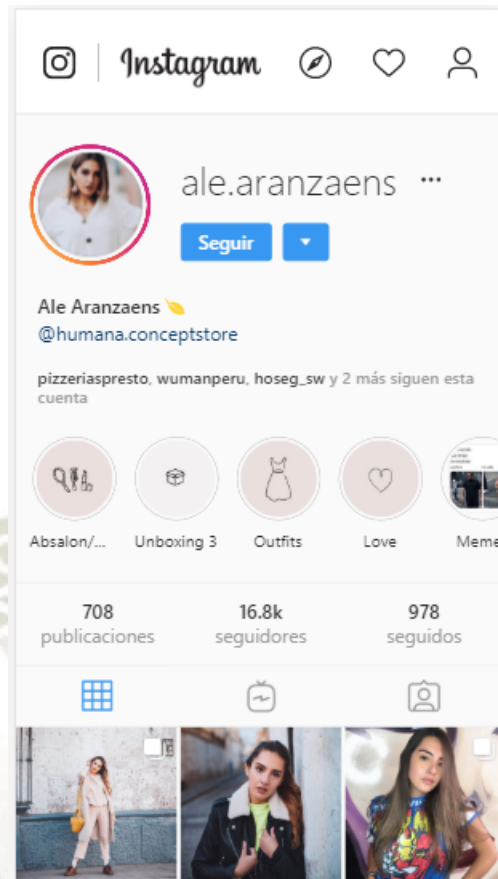 Instagram
ale.aranzaens ...
Seguir
Ale Aranzaens
@humana.conceptstore
pizzeriaspresto, wumanperu, hoseg_sw y 2 más siguen esta
cuenta
Absalon/... Unboxing 3 Outfits Love Meme
708 16.8k 978
publicaciones seguidores seguidos